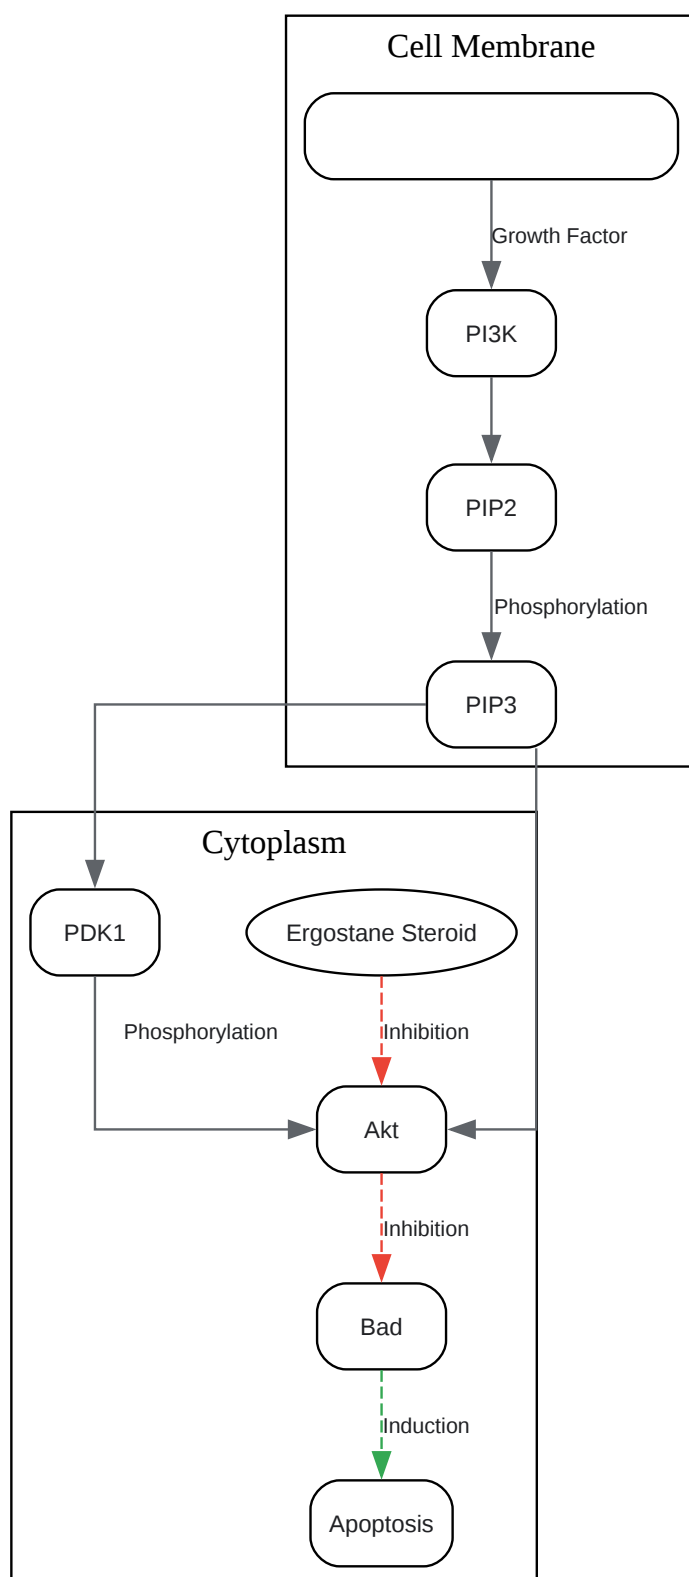 Cell Membrane
Growth Factor
PI3K
PIP2
Phosphorylation
PIP3
Cytoplasm
PDK1
Ergostane Steroid
Phosphorylation
Inhibition
Akt
Inhibition
Bad
Induction
Apoptosis